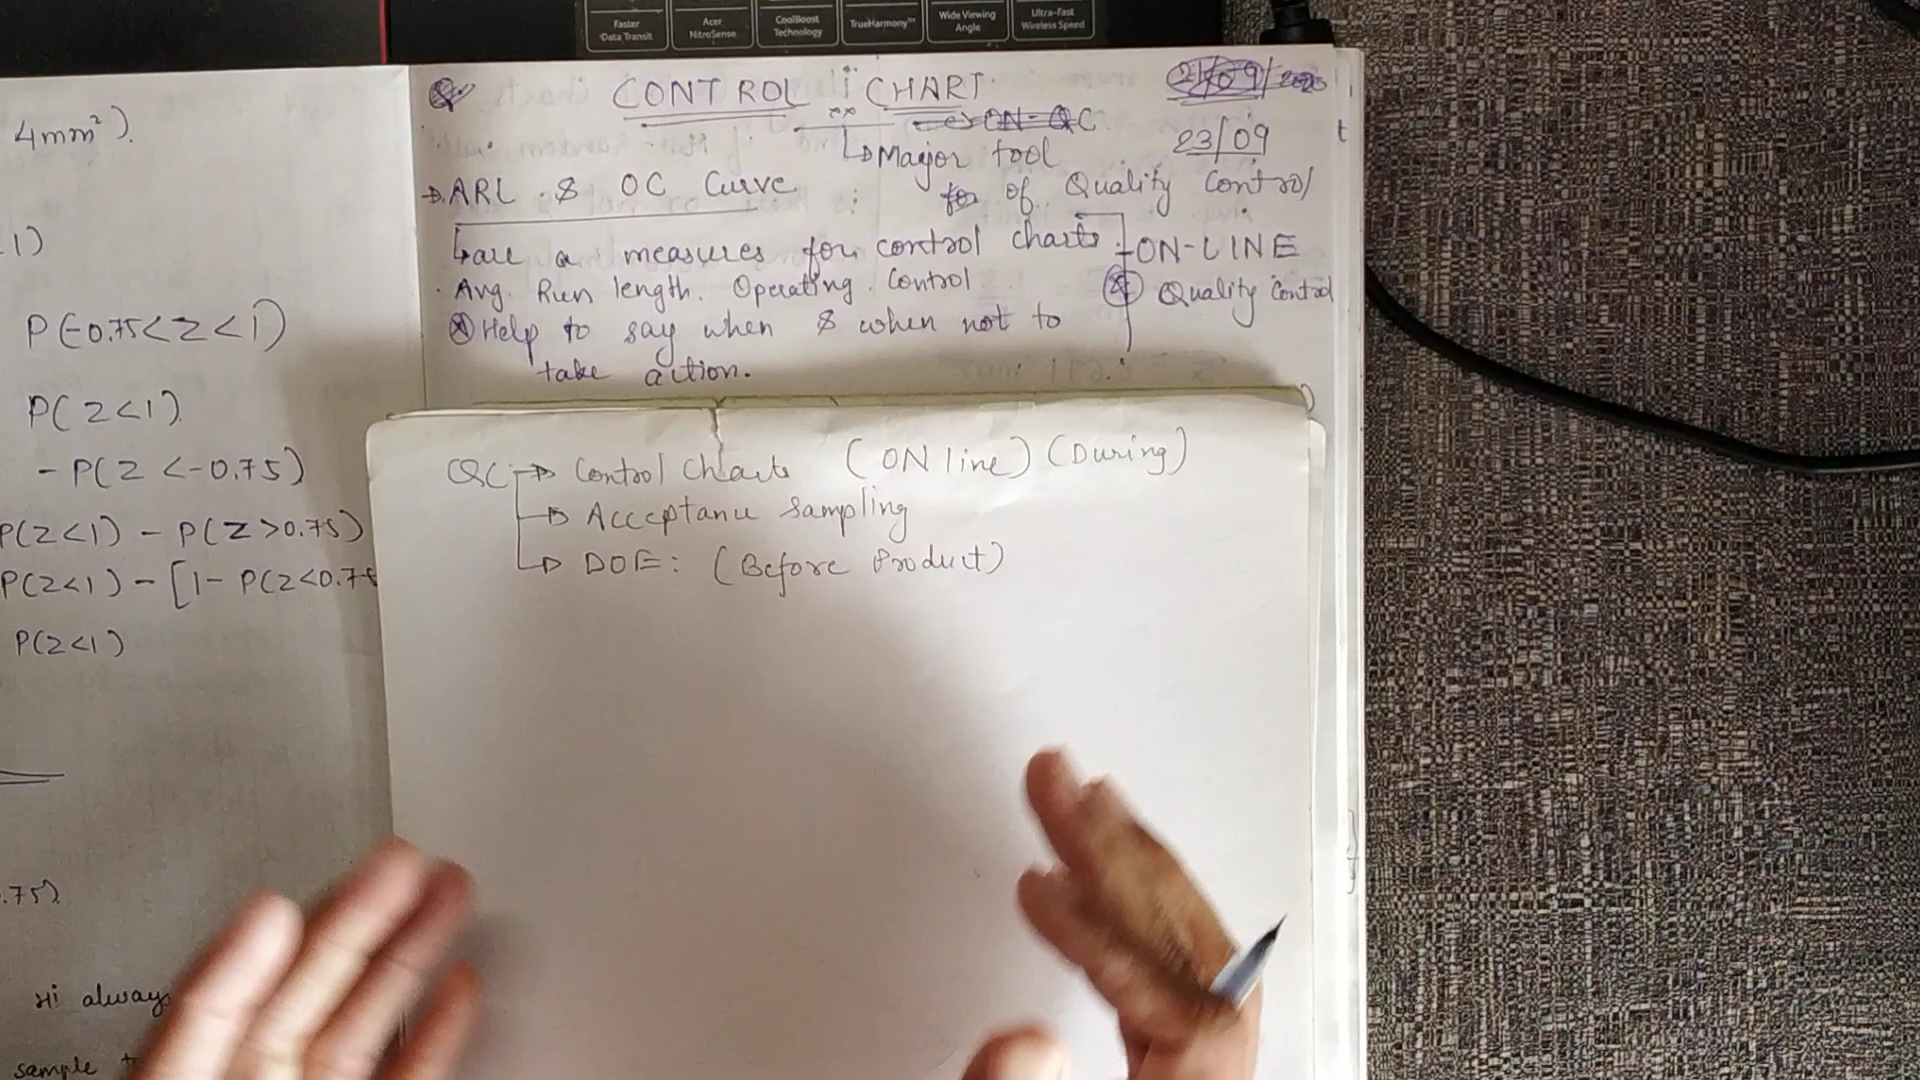 Faster Data Transit
Acer NitroSense
CoolBoost Technology
TrueHarmony™
Wide Viewing Angle
Ultra-Fast Wireless Speed
4mm²).
1)
P(-0.75<Z<1)
P(Z<1)
- P(Z <-0.75)
P(Z<1) - P(Z>0.75)
P(Z<1) - [1- P(Z<0.75
P(Z<1)
.75)
Hi always
sample
CONTROL CHART
ON-QC
23/09
t
↳ Major tool
→ ARL & OC Curve
of Quality Control
↳ are a measures for control charts
ON-LINE
Avg. Run length. Operating Control
Quality Control
Help to say when & when not to
take action.
QC → Control Charts (ON line) (During)
→ Acceptance Sampling
→ DOE: (Before Product)